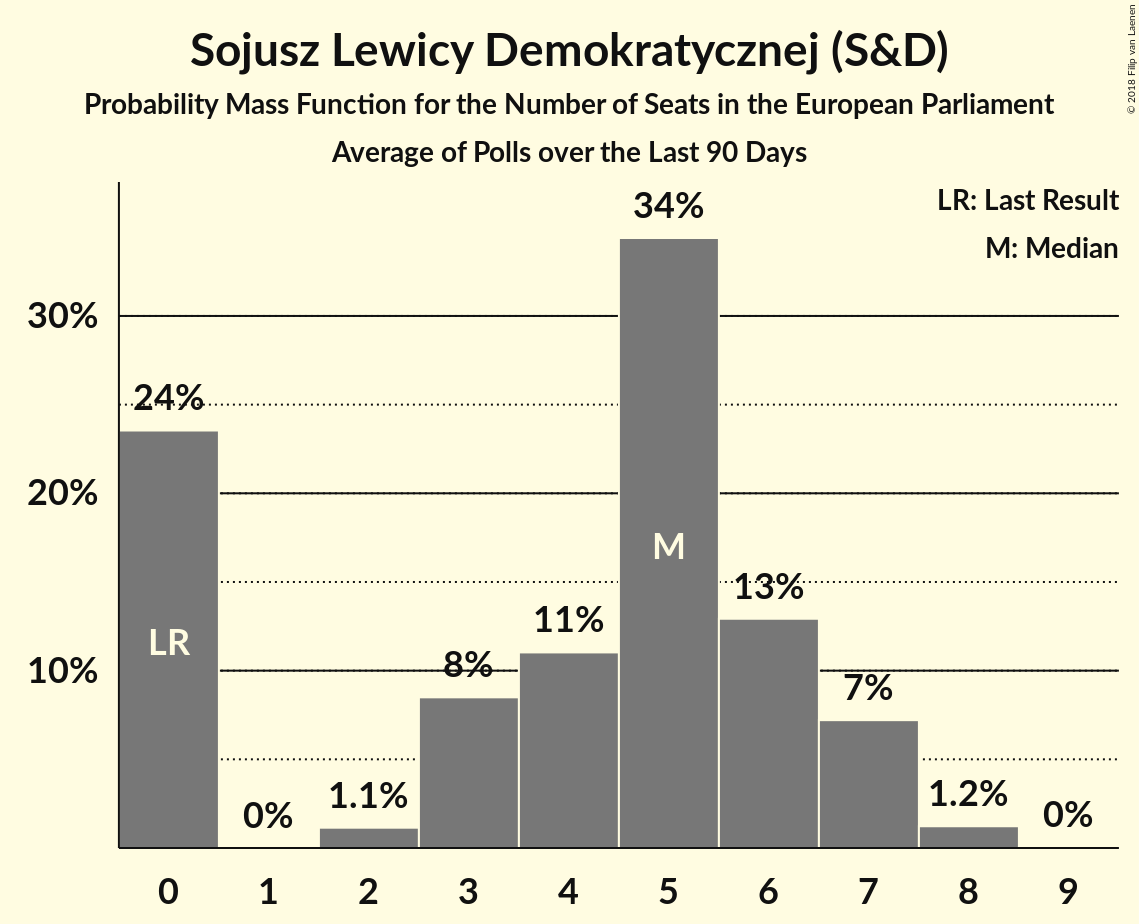 Sojusz Lewicy Demokratycznej (S&D)
Probability Mass Function for the Number of Seats in the European Parliament
Average of Polls over the Last 90 Days
© 2018 Filip van Laenen
LR: Last Result
M: Median
34%
30%
24%
20%
M
13%
11%
LR
10%
8%
7%
1.1%
1.2%
0%
0%
0 1 2 3 4 5 6 7 8 9